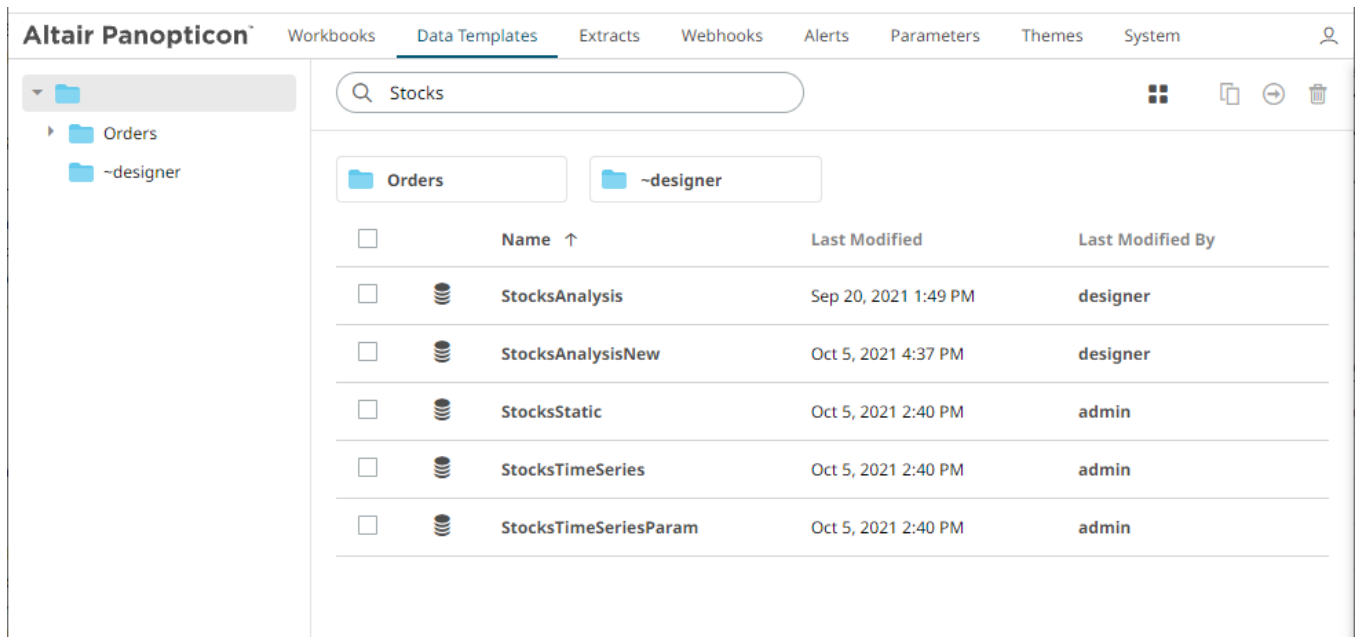 Altair Panopticon™ Workbooks Data Templates Extracts Webhooks Alerts Parameters Themes System
Stocks
Orders
~designer
Orders ~designer
Name ↑ Last Modified Last Modified By
StocksAnalysis Sep 20, 2021 1:49 PM designer
StocksAnalysisNew Oct 5, 2021 4:37 PM designer
StocksStatic Oct 5, 2021 2:40 PM admin
StocksTimeSeries Oct 5, 2021 2:40 PM admin
StocksTimeSeriesParam Oct 5, 2021 2:40 PM admin